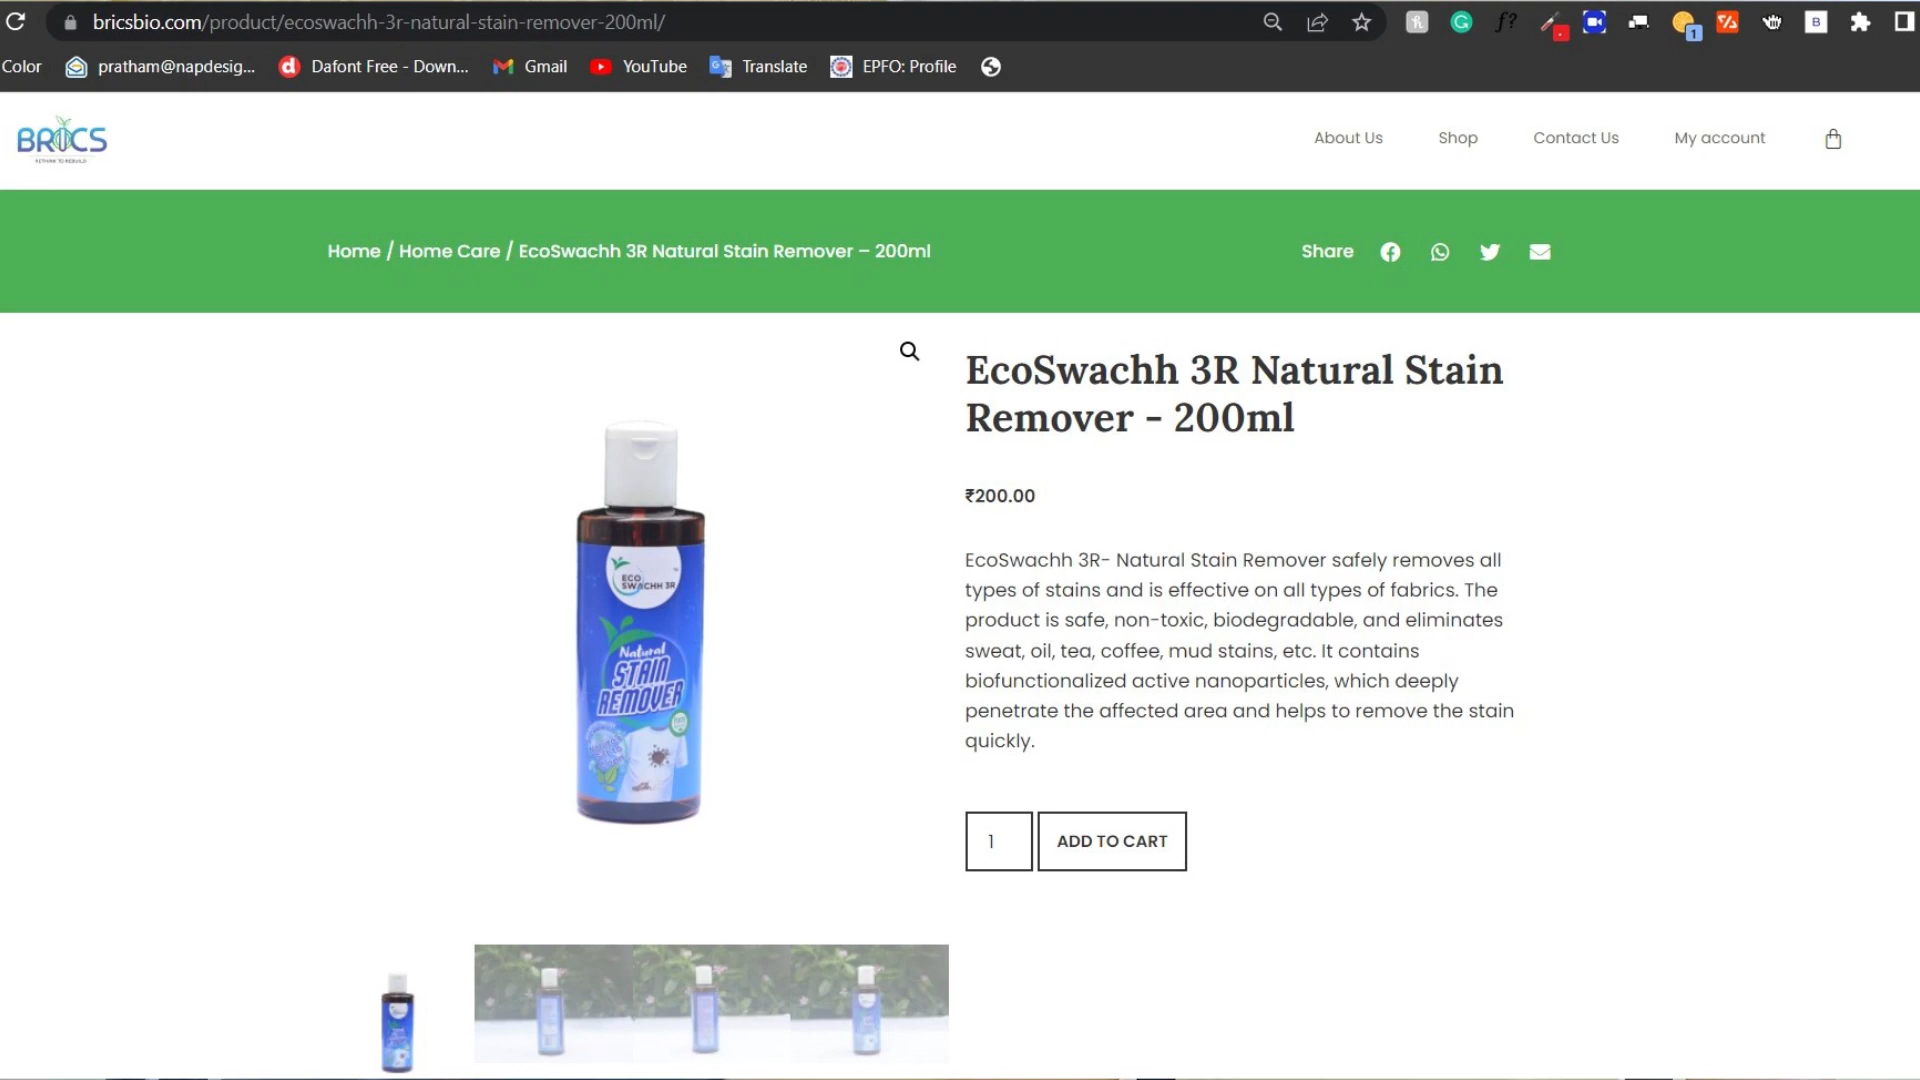 bricsbio.com/product/ecoswachh-3r-natural-stain-remover-200ml/
Color
pratham@napdesig...
Dafont Free - Down...
Gmail
YouTube
Translate
EPFO: Profile
BRICS
RETHINK TO REBUILD
About Us
Shop
Contact Us
My account
Home / Home Care / EcoSwachh 3R Natural Stain Remover – 200ml
Share
EcoSwachh 3R Natural Stain
Remover - 200ml
₹200.00
EcoSwachh 3R- Natural Stain Remover safely removes all
types of stains and is effective on all types of fabrics. The
product is safe, non-toxic, biodegradable, and eliminates
sweat, oil, tea, coffee, mud stains, etc. It contains
biofunctionalized active nanoparticles, which deeply
penetrate the affected area and helps to remove the stain
quickly.
1
ADD TO CART
ECO
SWACHH 3R
Natural
STAIN
REMOVER